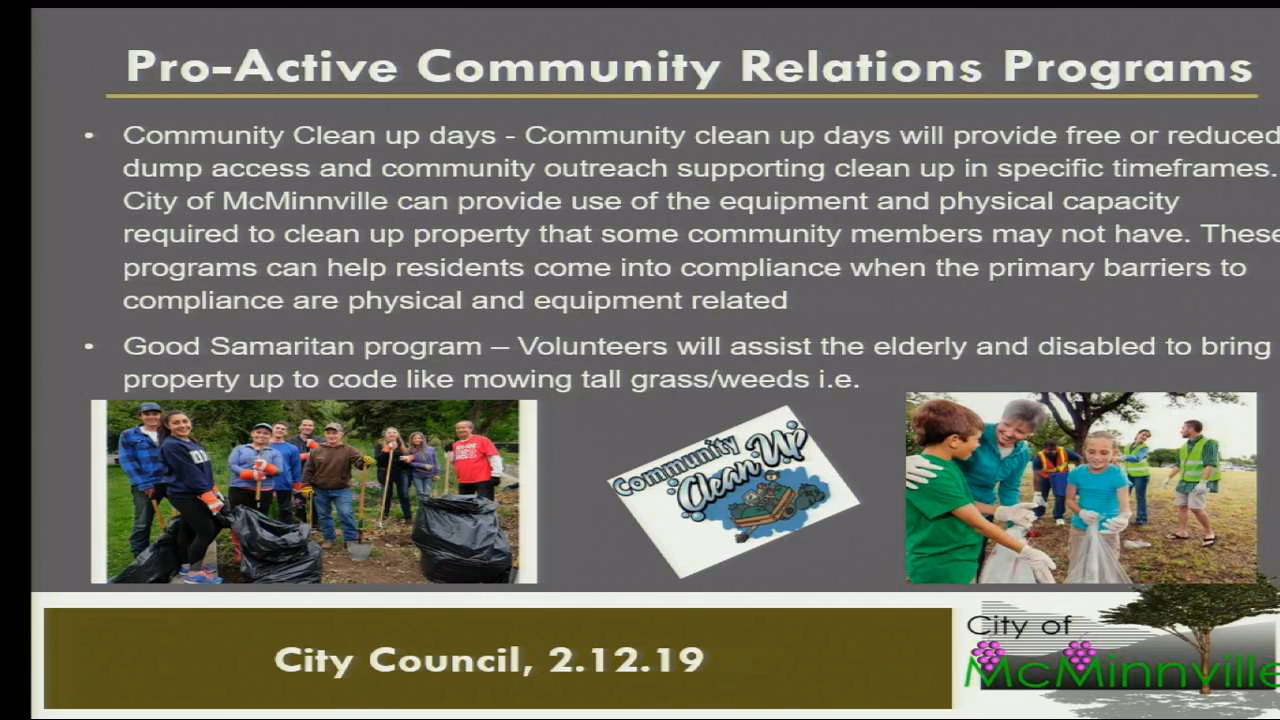 Pro-Active Community Relations Programs
• Community Clean up days - Community clean up days will provide free or reduced
dump access and community outreach supporting clean up in specific timeframes.
City of McMinnville can provide use of the equipment and physical capacity
required to clean up property that some community members may not have. These
programs can help residents come into compliance when the primary barriers to
compliance are physical and equipment related
• Good Samaritan program – Volunteers will assist the elderly and disabled to bring
property up to code like mowing tall grass/weeds i.e.
Community
Clean Up
City Council, 2.12.19
City of
McMinnville